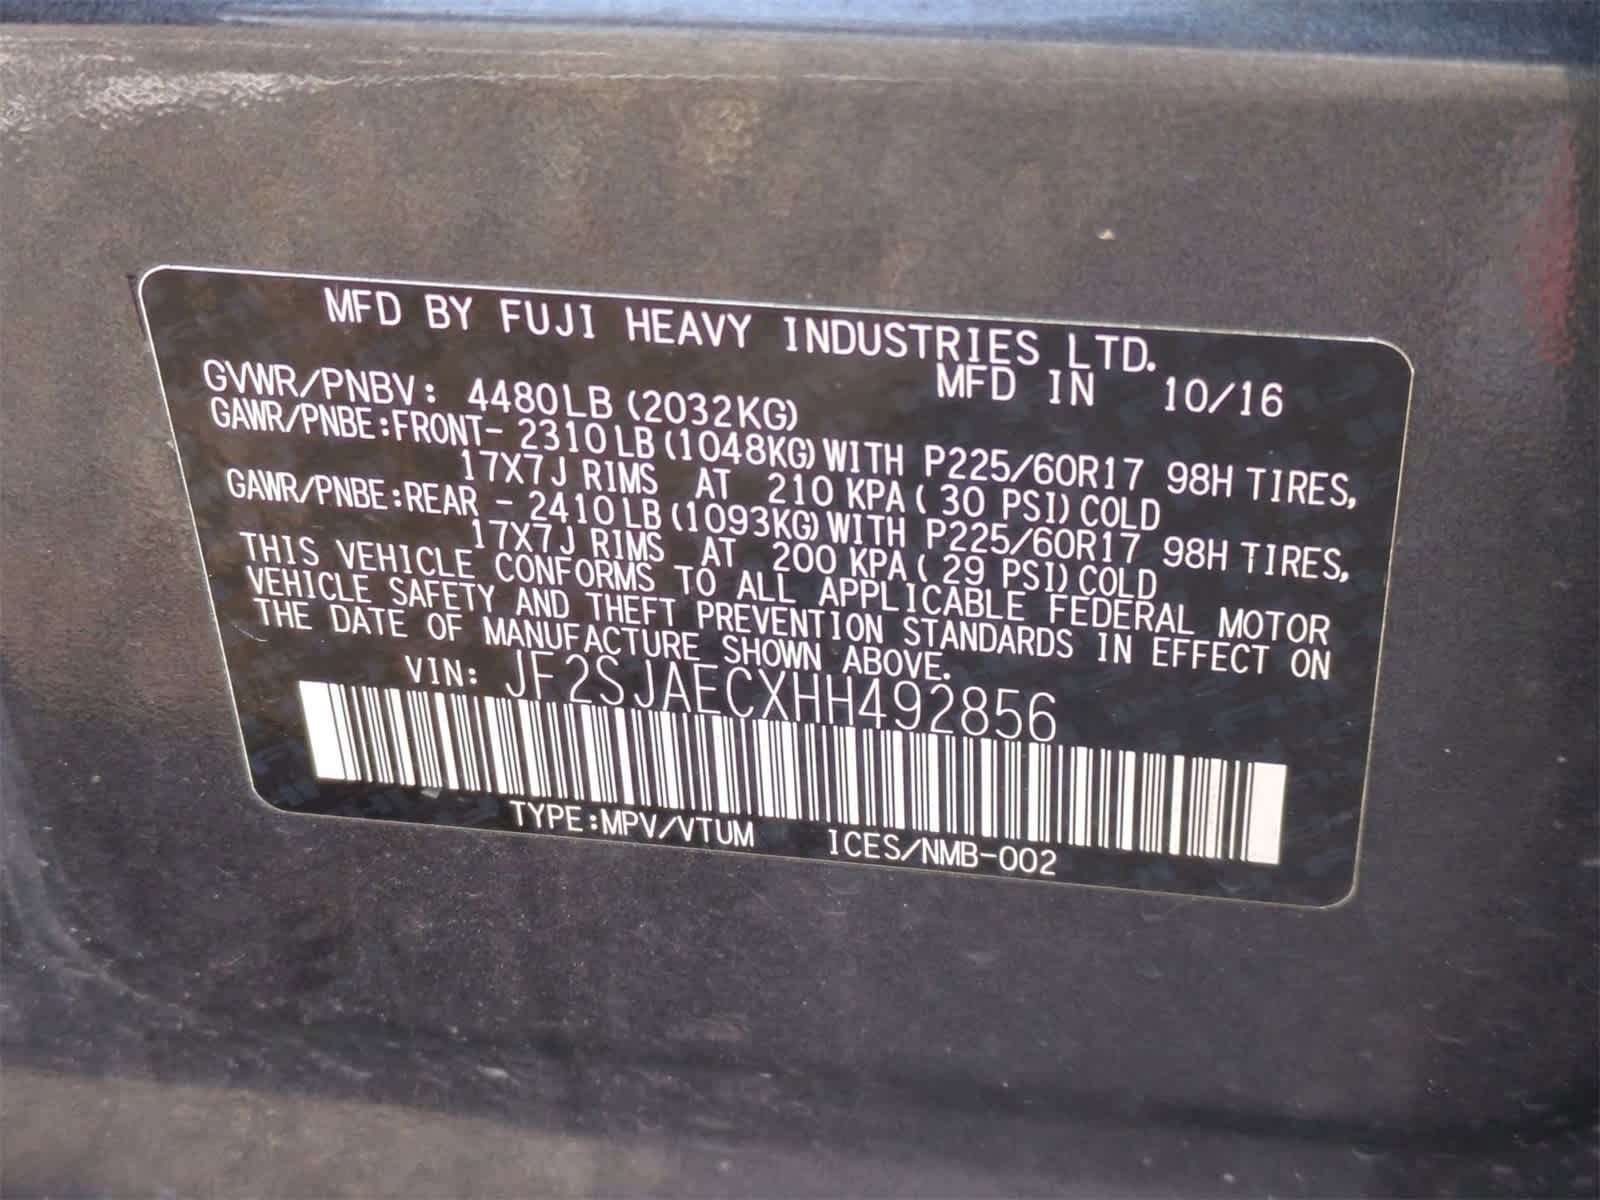 MFD BY FUJI HEAVY INDUSTRIES LTD.
MFD IN 10/16
GVWR/PNBV: 4480LB (2032KG)
GAWR/PNBE:FRONT- 2310LB (1048KG) WITH P225/60R17 98H TIRES,
17X7J RIMS AT 210 KPA ( 30 PSI) COLD
GAWR/PNBE:REAR - 2410LB (1093KG) WITH P225/60R17 98H TIRES,
17X7J RIMS AT 200 KPA ( 29 PSI) COLD
THIS VEHICLE CONFORMS TO ALL APPLICABLE FEDERAL MOTOR
VEHICLE SAFETY AND THEFT PREVENTION STANDARDS IN EFFECT ON
THE DATE OF MANUFACTURE SHOWN ABOVE.
VIN: JF2SJAECXHH492856
TYPE:MPV/VTUM ICES/NMB-002